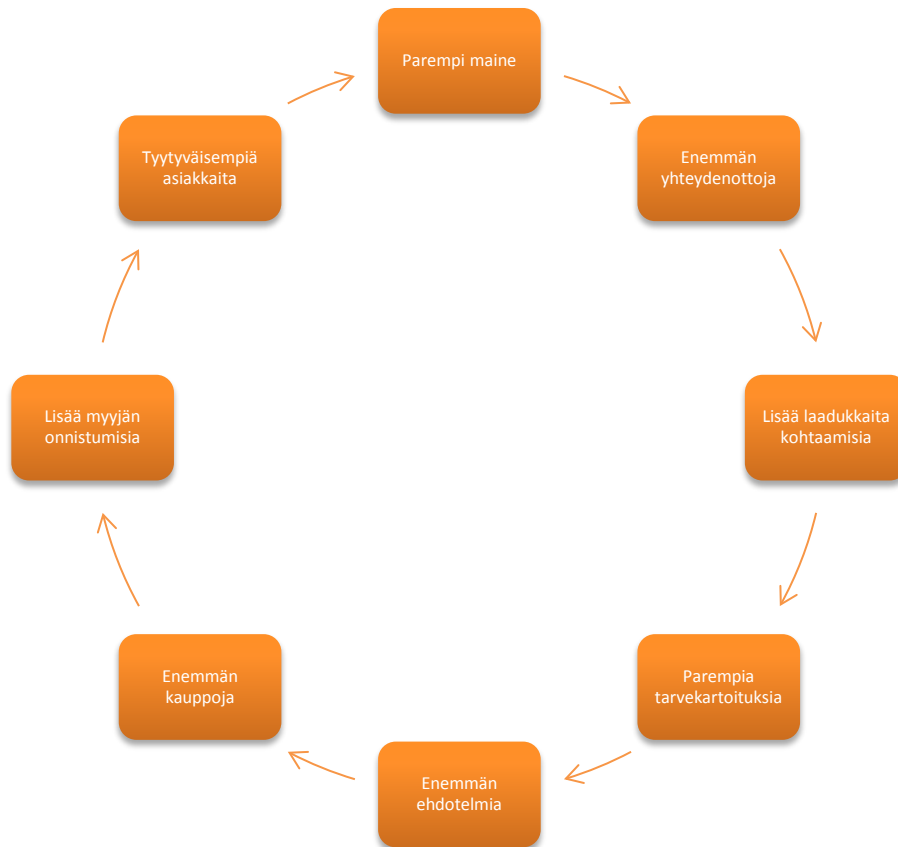 Parempi maine
Enemmän
yhteydenottoja
Lisää laadukkaita
kohtaamisia
Parempia
tarvekartoituksia
Enemmän
ehdotelmia
Enemmän
kauppoja
Lisää myyjän
onnistumisia
Tyytyväisempiä
asiakkaita